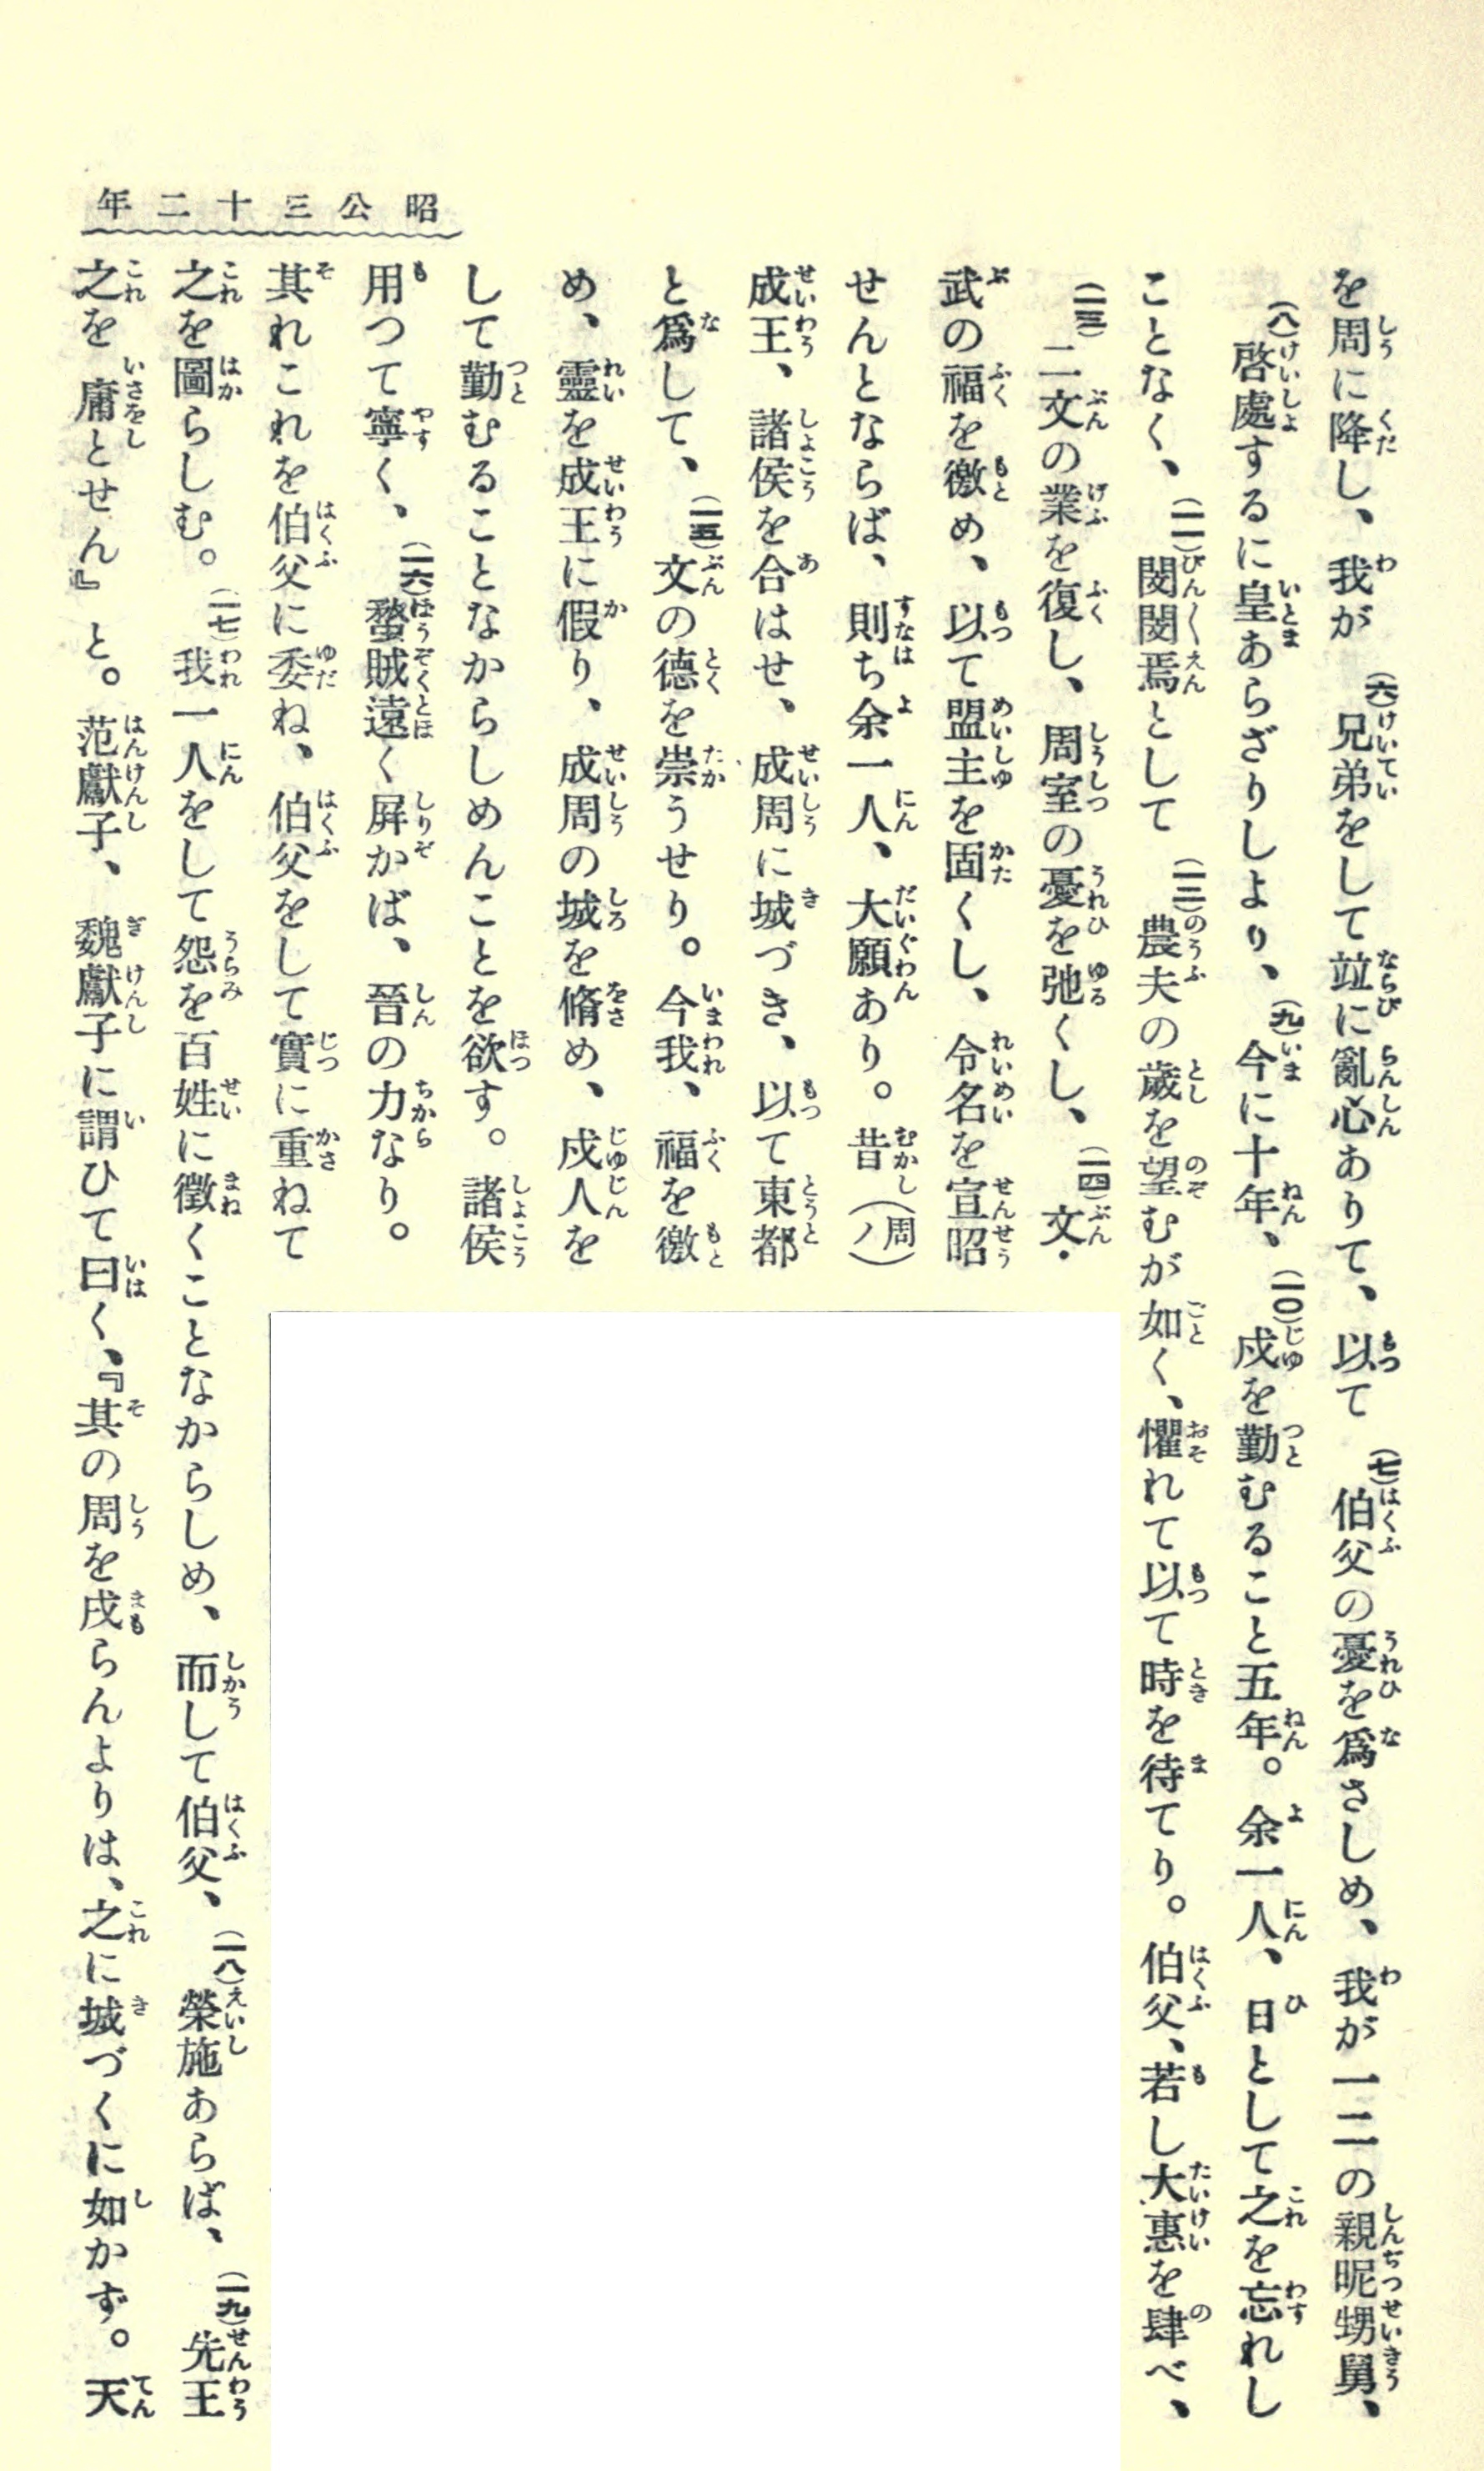 昭公三十二年
を周に降し、我が(六)兄弟をして竝に亂心ありて、以て(七)伯父の憂を爲さしめ、我が一二の親昵甥舅、
(八)啓處するに皇あらざりしより、(九)今に十年、(一〇)戍を勤むること五年。余一人、日として之を忘れし
ことなく、(一一)閔閔焉として(一二)農夫の歲を望むが如く、懼れて以て時を待てり。伯父、若し大惠を肆べ、
(一三)二文の業を復し、周室の憂を弛くし、(一四)文・
武の福を徼め、以て盟主を固くし、令名を宣昭
せんとならば、則ち余一人、大願あり。昔(周ノ)
成王、諸侯を合はせ、成周に城づき、以て東都
と爲して、(一五)文の德を崇うせり。今我、福を徼
め、靈を成王に假り、成周の城を脩め、戍人を
して勤むることなからしめんことを欲す。諸侯
用つて寧く、(一六)蝥賊遠く屛かば、晉の力なり。
其れこれを伯父に委ね、伯父をして實に重ねて
之を圖らしむ。(一七)我一人をして怨を百姓に徵くことなからしめ、而して伯父、(一八)榮施あらば、(一九)先王
之を庸とせん』と。范獻子、魏獻子に謂ひて曰く、『其の周を戍らんよりは、之に城づくに如かず。天